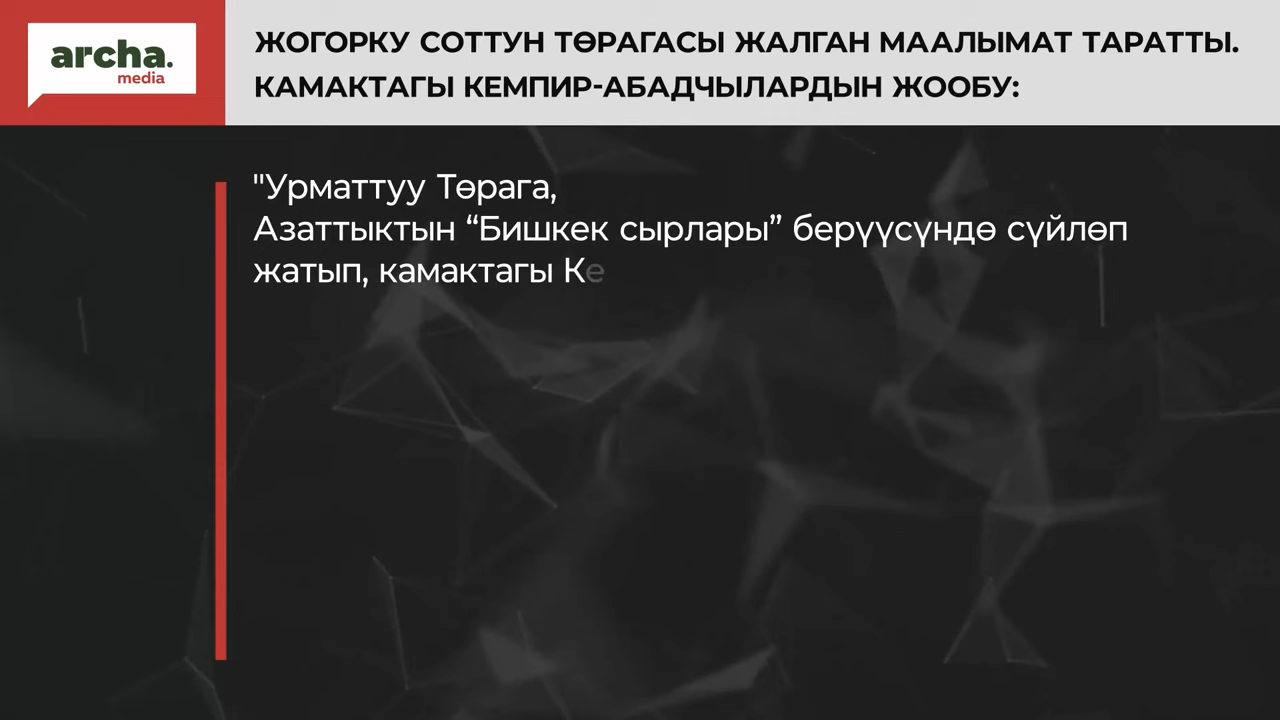 archa.
media
ЖОГОРКУ СОТТУН ТӨРАГАСЫ ЖАЛГАН МААЛЫМАТ ТАРАТТЫ.
КАМАКТАГЫ КЕМПИР-АБАДЧЫЛАРДЫН ЖООБУ:
"Урматтуу Төрага,
Азаттыктын “Бишкек сырлары” берүүсүндө сүйлөп
жатып, камактагы Ке